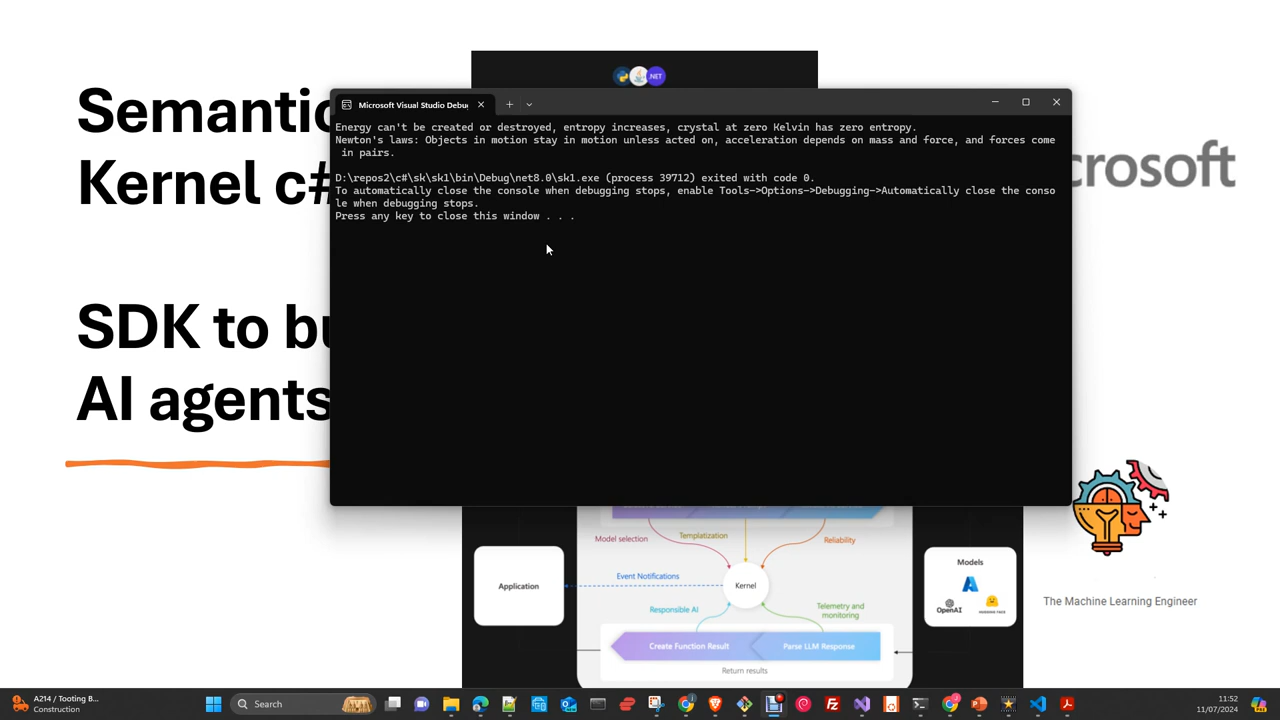 Semantic
Kernel c#
SDK to bu
AI agents
.NET
Microsoft Visual Studio Debu
Energy can't be created or destroyed, entropy increases, crystal at zero Kelvin has zero entropy.
Newton's laws: Objects in motion stay in motion unless acted on, acceleration depends on mass and force, and forces come
in pairs.
D:\repos2\c#\sk\sk1\bin\Debug\net8.0\sk1.exe (process 39712) exited with code 0.
To automatically close the console when debugging stops, enable Tools->Options->Debugging->Automatically close the conso
le when debugging stops.
Press any key to close this window . . .
crosoft
Model selection
Templatization
Reliability
Application
Event Notifications
Kernel
Models
OpenAI
HUGGING FACE
Responsible AI
Telemetry and
monitoring
Create Function Result
Parse LLM Response
Return results
The Machine Learning Engineer
A214 / Tooting B...
Construction
Search
11:52
11/07/2024